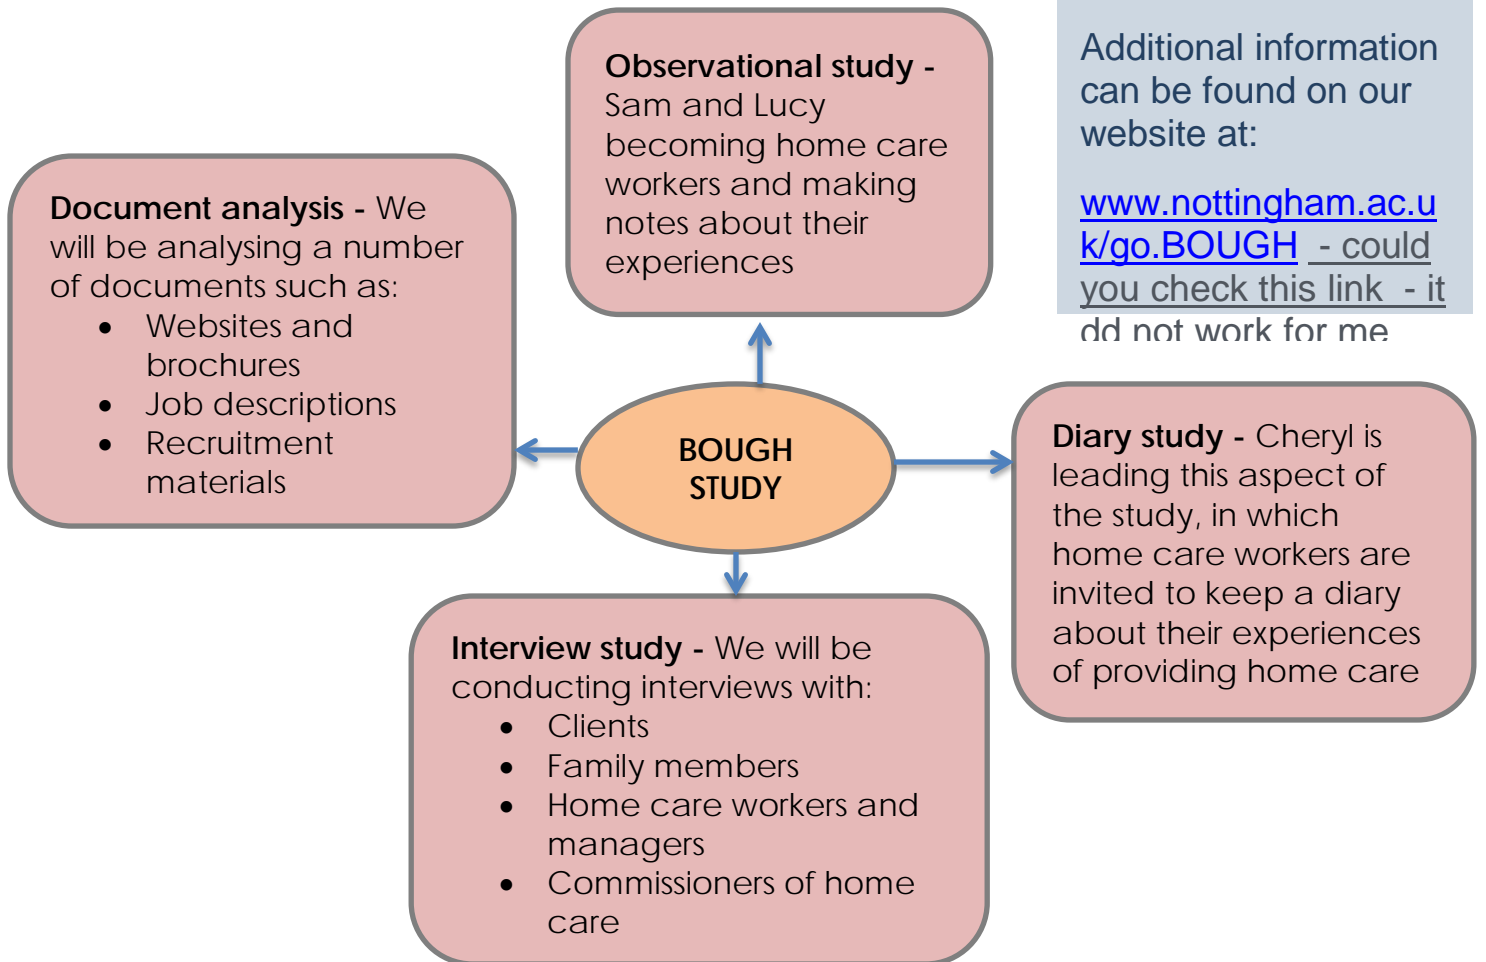 Observational study -
Sam and Lucy
becoming home care
workers and making
notes about their
experiences
Additional information
can be found on our
website at:
www.nottingham.ac.u
k/go.BOUGH - could
you check this link - it
dd not work for me
Document analysis - We
will be analysing a number
of documents such as:
• Websites and
brochures
• Job descriptions
• Recruitment
materials
BOUGH
STUDY
Diary study - Cheryl is
leading this aspect of
the study, in which
home care workers are
invited to keep a diary
about their experiences
of providing home care
Interview study - We will be
conducting interviews with:
• Clients
• Family members
• Home care workers and
managers
• Commissioners of home
care